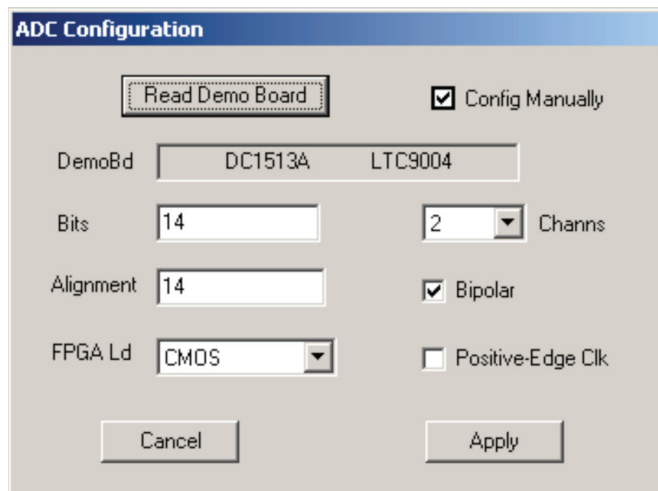 ADC Configuration
Read Demo Board Config Manually
DemoBd DC1513A LTC9004
Bits 14 2 Channs
Alignment 14 Bipolar
FPGA Ld CMOS Positive-Edge Clk
Cancel Apply